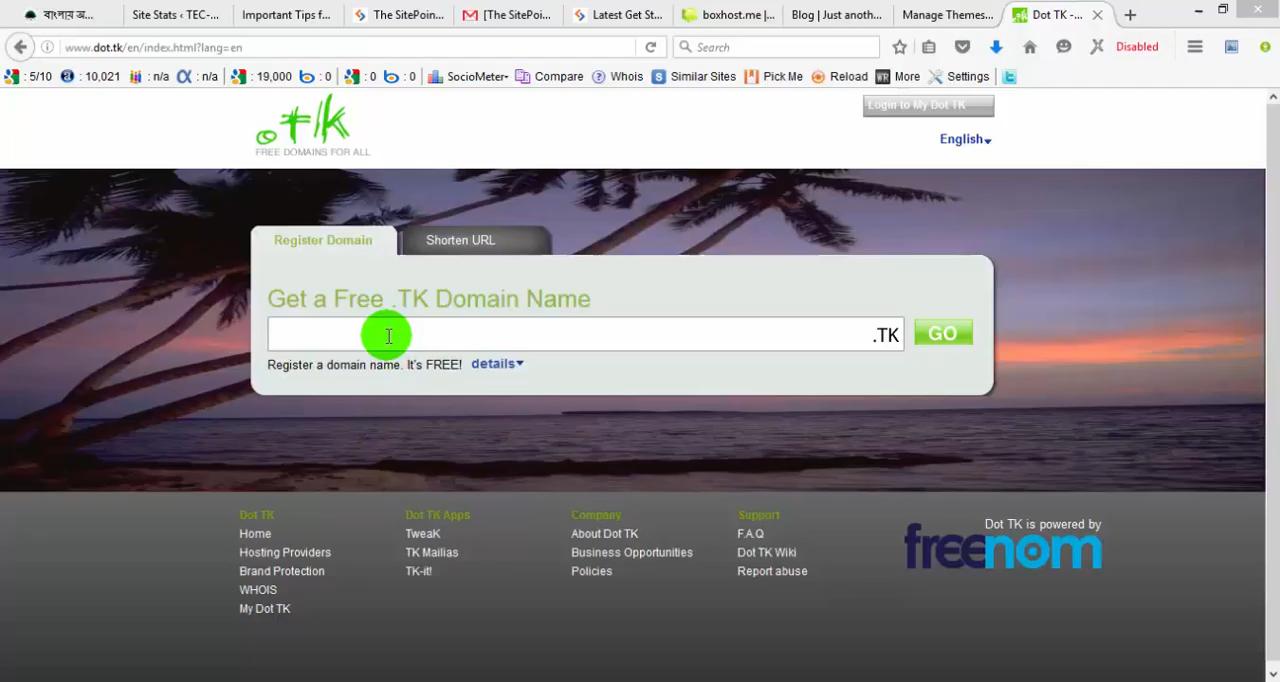 বাংলায় অ...
Site Stats ‹ TEC-...
Important Tips f...
The SitePoin...
[The SitePoi...
Latest Get St...
boxhost.me |...
Blog | Just anoth...
Manage Themes...
Dot TK - ...
www.dot.tk/en/index.html?lang=en
Search
Disabled
: 5/10
: 10,021
: n/a
: n/a
: 19,000
: 0
: 0
: 0
SocioMeter
Compare
Whois
Similar Sites
Pick Me
Reload
More
Settings
.tk
FREE DOMAINS FOR ALL
Login to My Dot TK
English
Register Domain
Shorten URL
Get a Free .TK Domain Name
.TK
GO
Register a domain name. It's FREE!
details
Dot TK
Home
Hosting Providers
Brand Protection
WHOIS
My Dot TK
Dot TK Apps
TweaK
TK Mailias
TK-it!
Company
About Dot TK
Business Opportunities
Policies
Support
F.A.Q
Dot TK Wiki
Report abuse
Dot TK is powered by
freenom